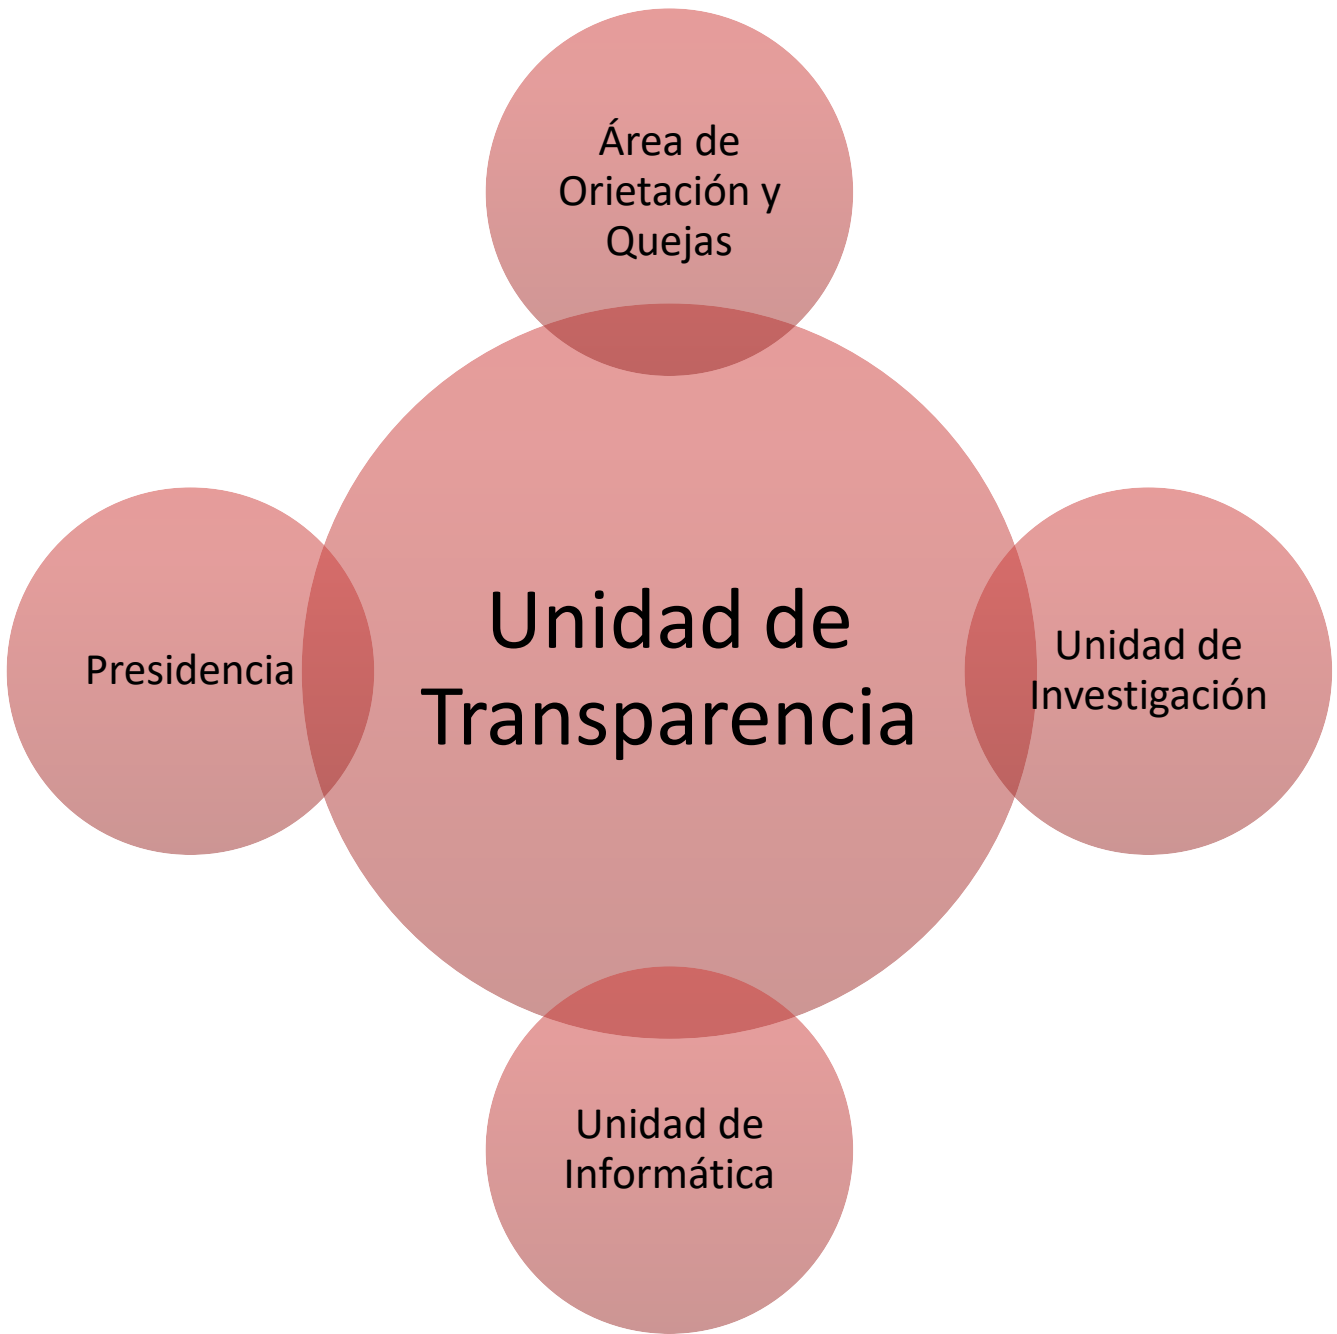 Área de
Orietación y
Quejas
Presidencia
Unidad de
Transparencia
Unidad de
Investigación
Unidad de
Informática